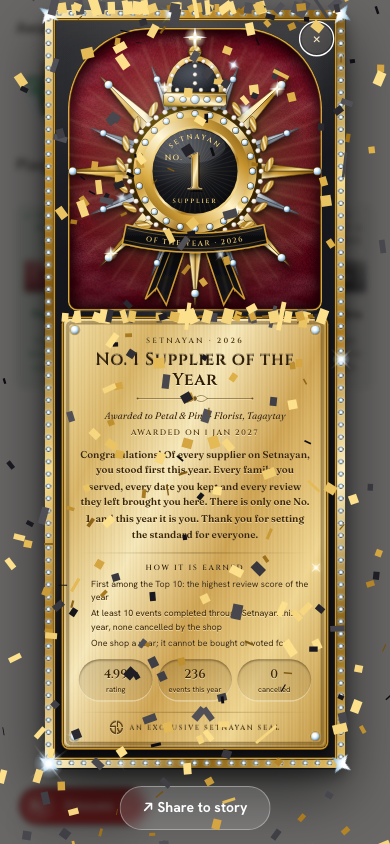 ×
SETNAYAN
NO.
1
SUPPLIER
OF THE YEAR · 2026
SETNAYAN · 2026
No. 1 Supplier of the
Year
Awarded to Petal & Pine Florist, Tagaytay
AWARDED ON 1 JAN 2027
Congratulations! Of every supplier on Setnayan,
you stood first this year. Every family you
served, every date you kept and every review
they left brought you here. There is only one No.
1, and this year it is you. Thank you for setting
the standard for everyone.
HOW IT IS EARNED
First among the Top 10: the highest review score of the
year
At least 10 events completed through Setnayan this
year, none cancelled by the shop
One shop a year; it cannot be bought or voted for
4.99
rating
236
events this year
0
cancelled
AN EXCLUSIVE SETNAYAN SEAL
↗ Share to story